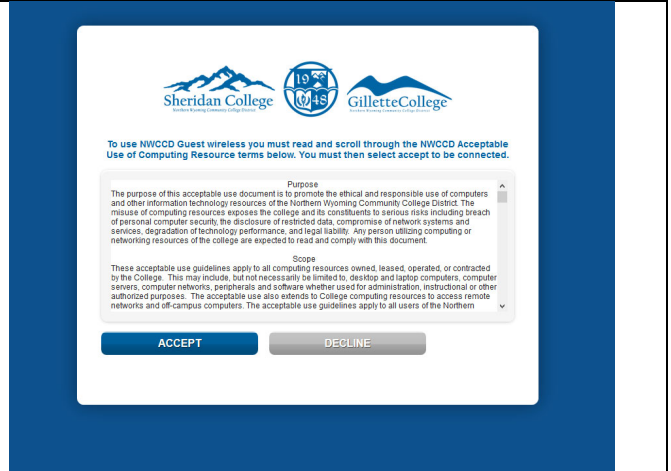 Sheridan College
Northern Wyoming Community College District
19
48
GilletteCollege
Northern Wyoming Community College District
To use NWCCD Guest wireless you must read and scroll through the NWCCD Acceptable
Use of Computing Resource terms below. You must then select accept to be connected.
Purpose
The purpose of this acceptable use document is to promote the ethical and responsible use of computers
and other information technology resources of the Northern Wyoming Community College District. The
misuse of computing resources exposes the college and its constituents to serious risks including breach
of personal computer security, the disclosure of restricted data, compromise of network systems and
services, degradation of technology performance, and legal liability. Any person utilizing computing or
networking resources of the college are expected to read and comply with this document.
Scope
These acceptable use guidelines apply to all computing resources owned, leased, operated, or contracted
by the College. This may include, but not necessarily be limited to, desktop and laptop computers, computer
servers, computer networks, peripherals and software whether used for administration, instructional or other
authorized purposes. The acceptable use also extends to College computing resources to access remote
networks and off-campus computers. The acceptable use guidelines apply to all users of the Northern
ACCEPT
DECLINE